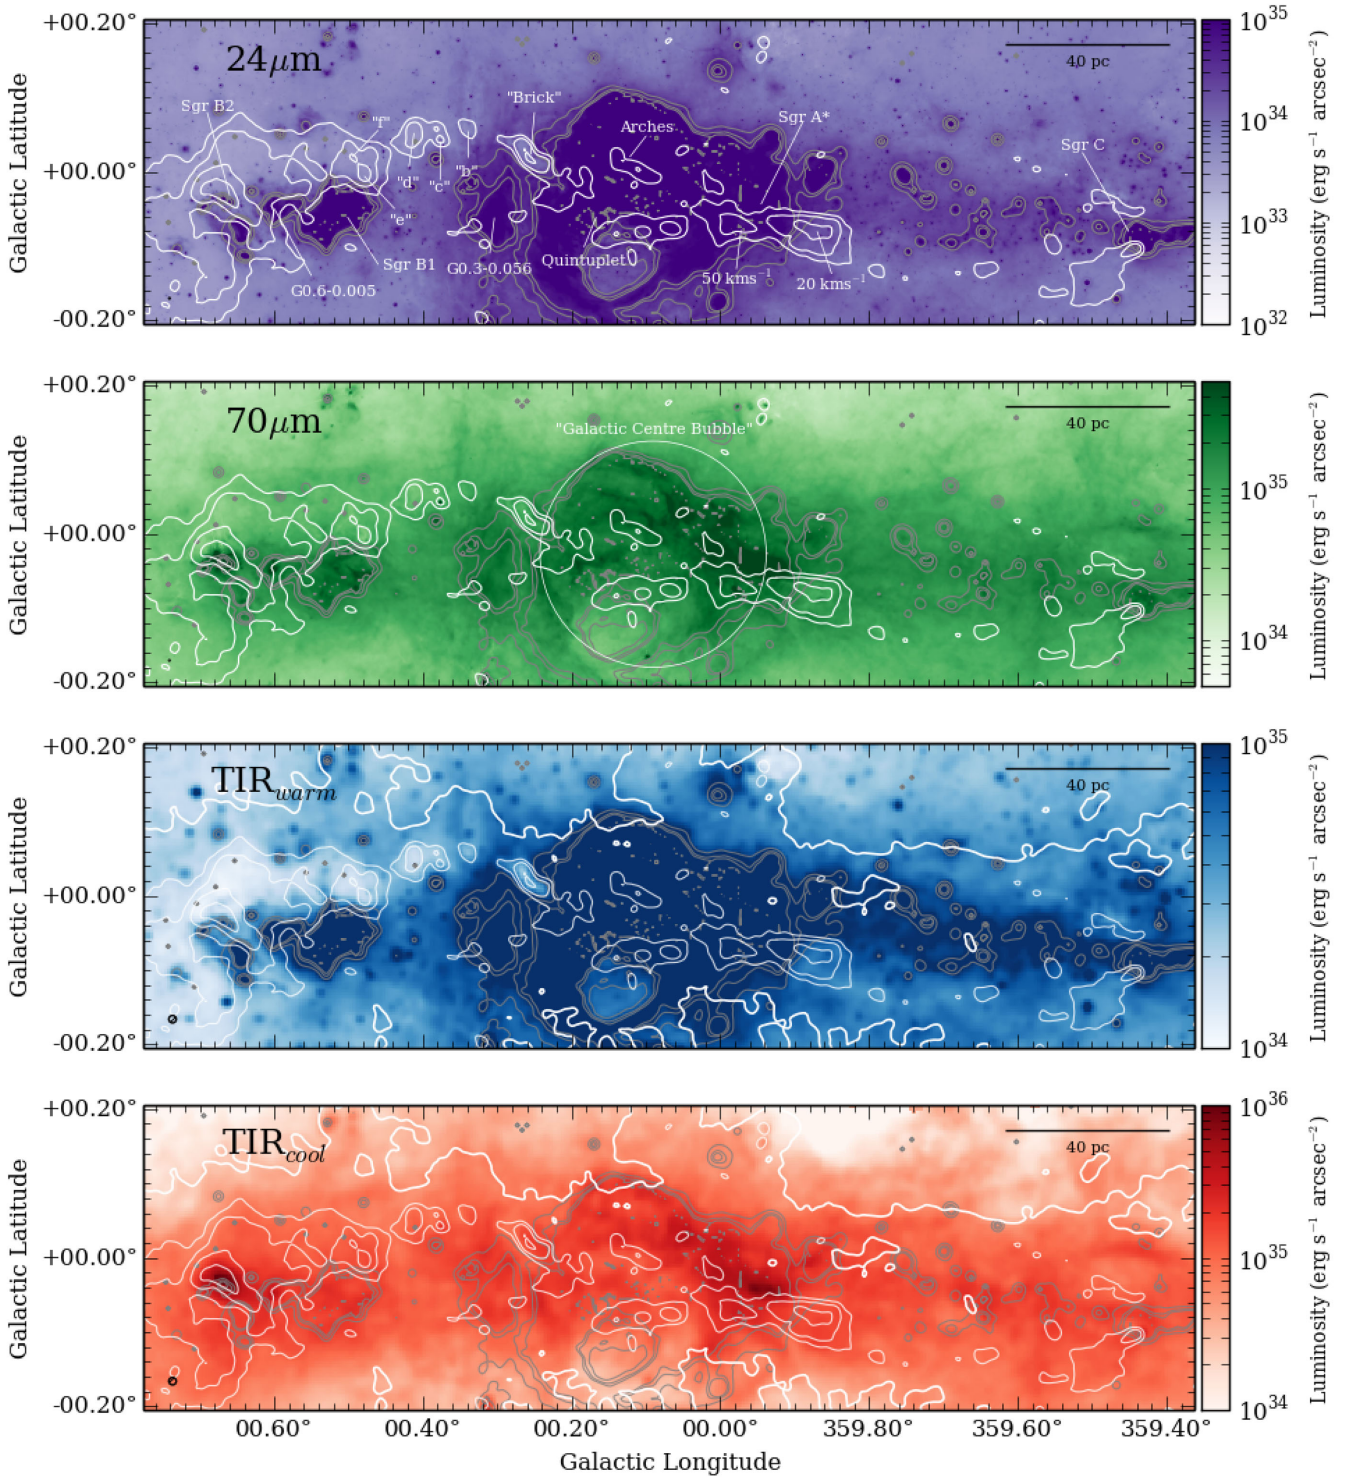 24μm
+00.20°
+00.00°
-00.20°
Galactic Latitude
Sgr B2
"f"
"d"
"c"
"b"
"e"
"Brick"
Arches
Sgr A*
Sgr C
Sgr B1
G0.6-0.005
G0.3-0.056
Quintuplet
50 kms⁻¹
20 kms⁻¹
40 pc
10³⁵
10³⁴
10³³
10³²
Luminosity (erg s⁻¹ arcsec⁻²)
70μm
+00.20°
+00.00°
-00.20°
Galactic Latitude
"Galactic Centre Bubble"
40 pc
10³⁵
10³⁴
Luminosity (erg s⁻¹ arcsec⁻²)
TIR_warm
+00.20°
+00.00°
-00.20°
Galactic Latitude
40 pc
10³⁵
10³⁴
Luminosity (erg s⁻¹ arcsec⁻²)
TIR_cool
+00.20°
+00.00°
-00.20°
Galactic Latitude
40 pc
10³⁶
10³⁵
10³⁴
Luminosity (erg s⁻¹ arcsec⁻²)
00.60° 00.40° 00.20° 00.00° 359.80° 359.60° 359.40°
Galactic Longitude